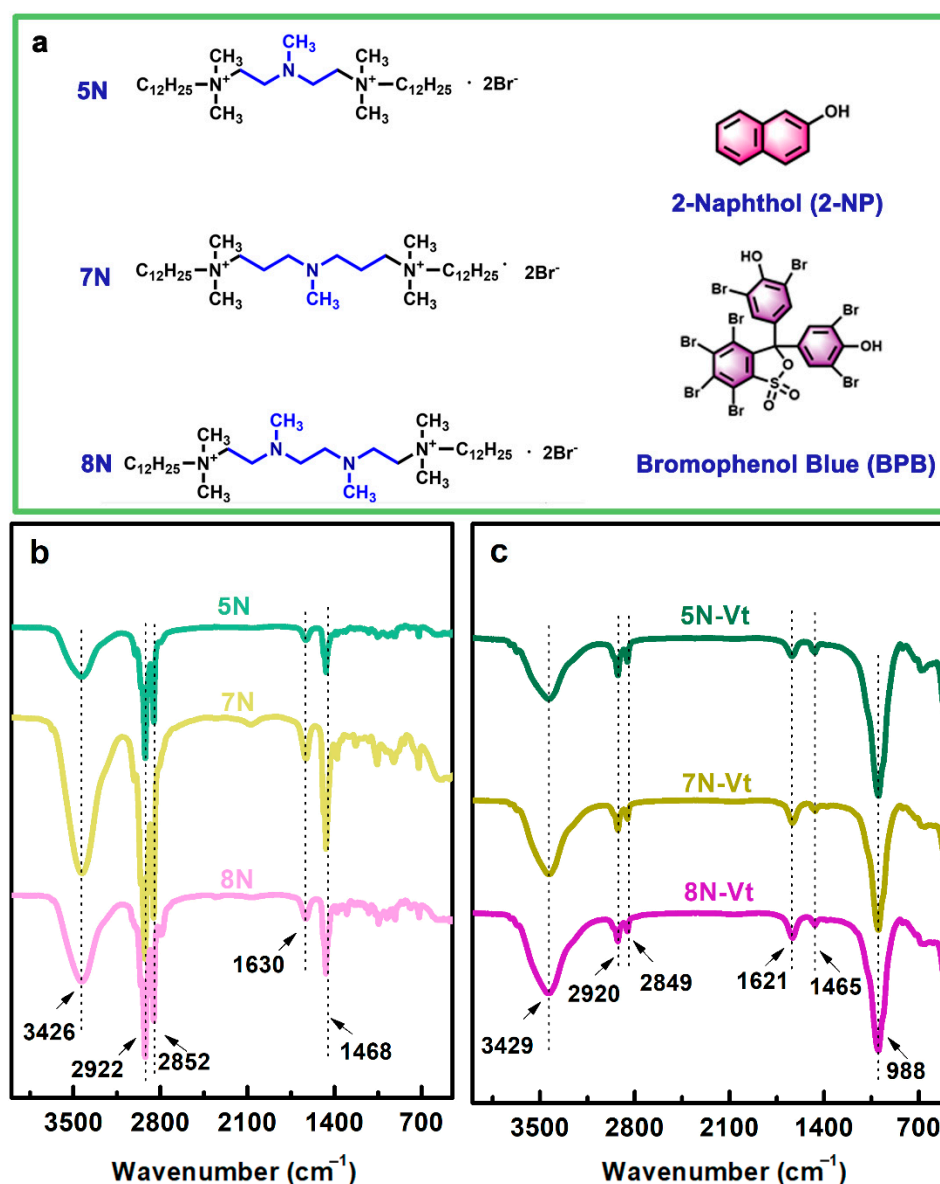 a
5N
CH₃
CH₃ N CH₃
C₁₂H₂₅ N⁺ N⁺ C₁₂H₂₅ · 2Br⁻
CH₃ CH₃
OH
2-Naphthol (2-NP)
7N
CH₃ CH₃
C₁₂H₂₅ N⁺ N N⁺ C₁₂H₂₅ · 2Br⁻
CH₃ CH₃ CH₃
HO Br
Br
Br Br
Br OH
Br O Br
Br S
O O
Bromophenol Blue (BPB)
8N
CH₃
CH₃ N CH₃
C₁₂H₂₅ N⁺ N N⁺ C₁₂H₂₅ · 2Br⁻
CH₃ CH₃ CH₃
b
5N
7N
8N
3426
2922
2852
1630
1468
3500 2800 2100 1400 700
Wavenumber (cm⁻¹)
c
5N-Vt
7N-Vt
8N-Vt
3429
2920
2849
1621
1465
988
3500 2800 2100 1400 700
Wavenumber (cm⁻¹)